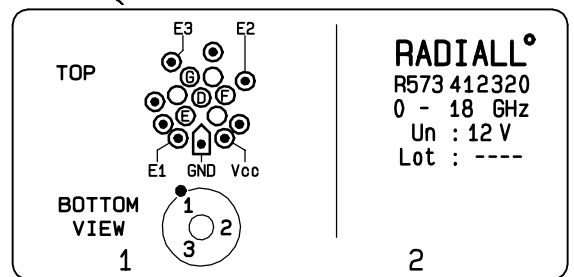 E3 E2
TOP
G
D F
E
E1 GND Vcc
BOTTOM
VIEW
1
2
3
1
RADIALL°
R573 412320
0 - 18 GHz
Un : 12 V
Lot : ----
2